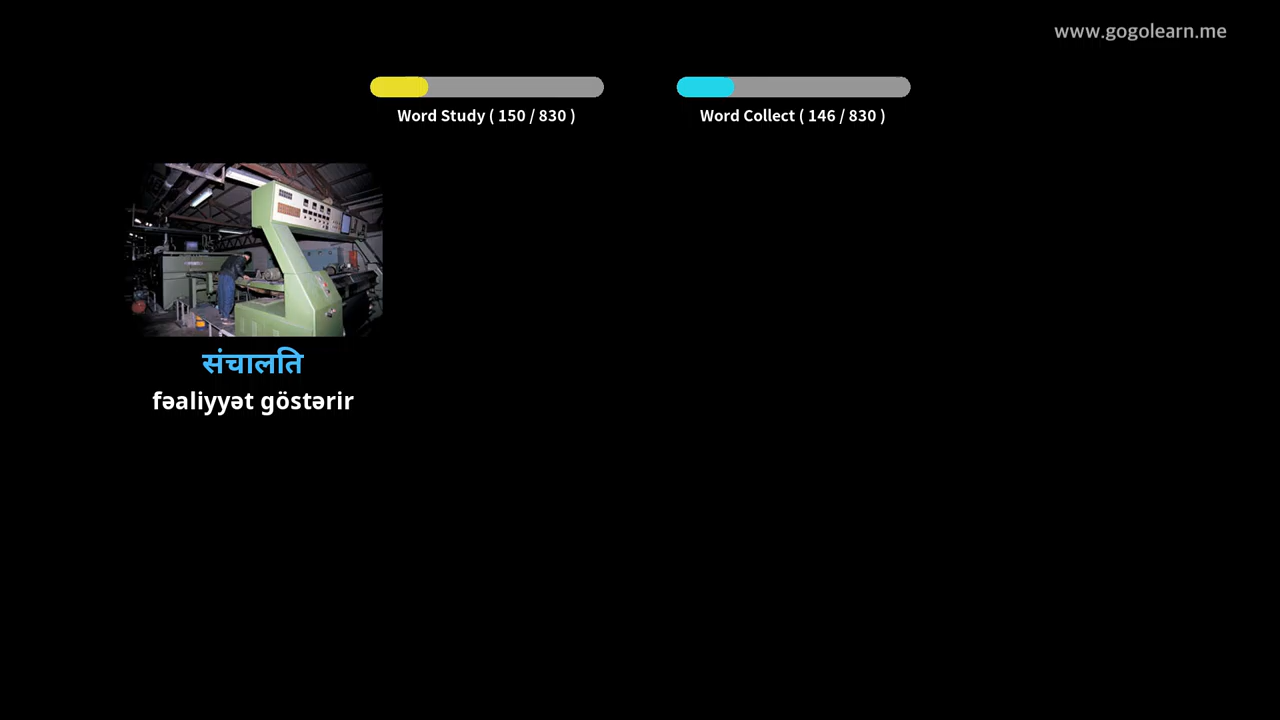 www.gogolearn.me
Word Study ( 150 / 830 )
Word Collect ( 146 / 830 )
संचालति
fəaliyyət göstərir